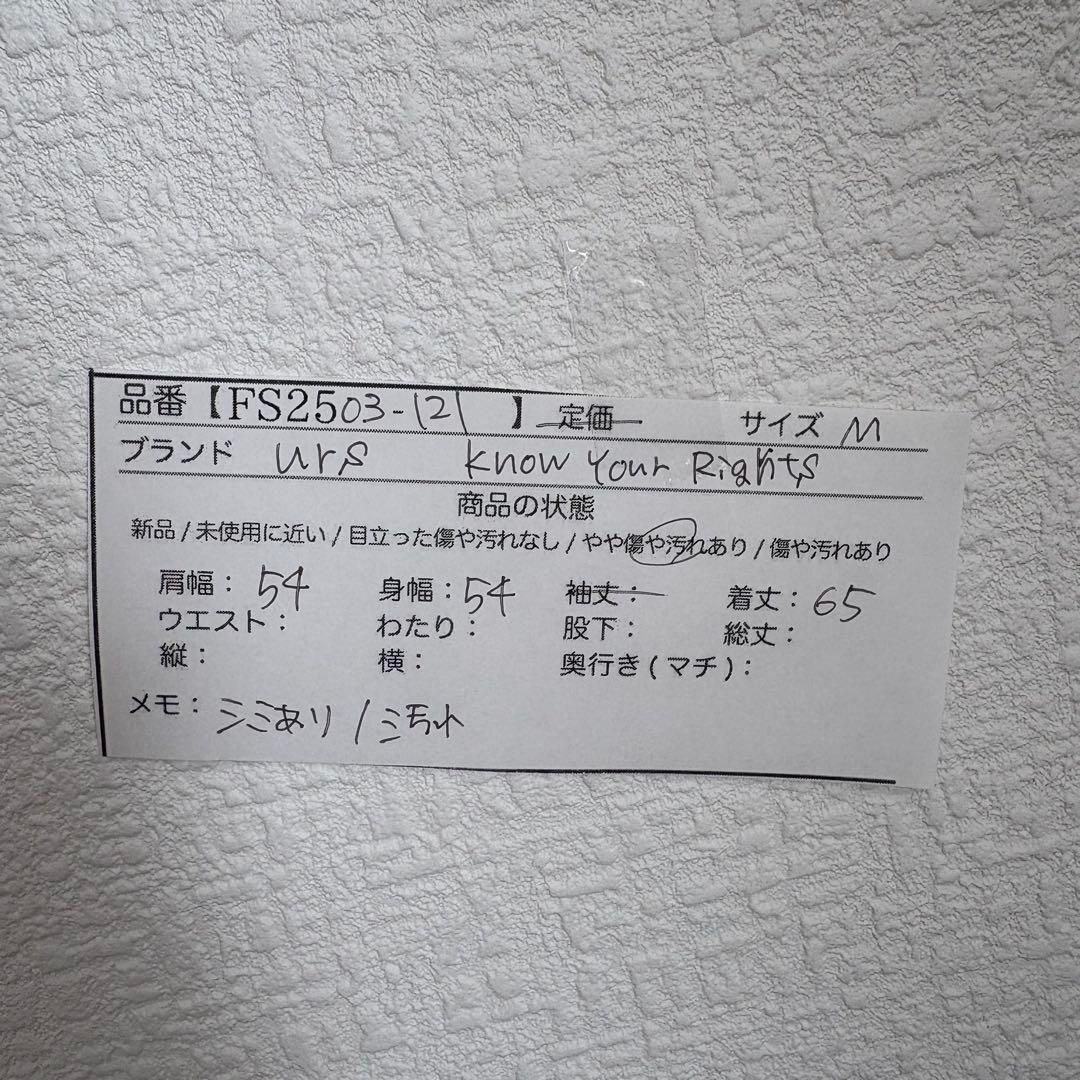 品番【FS2503-121】定価 サイズ M
ブランド urs know Your Rights
商品の状態
新品/未使用に近い/目立った傷や汚れなし/やや傷や汚れあり/傷や汚れあり
肩幅：54 身幅：54 袖丈： 着丈：65
ウエスト： わたり： 股下： 総丈：
縦： 横： 奥行き(マチ)：
メモ：シミあり/